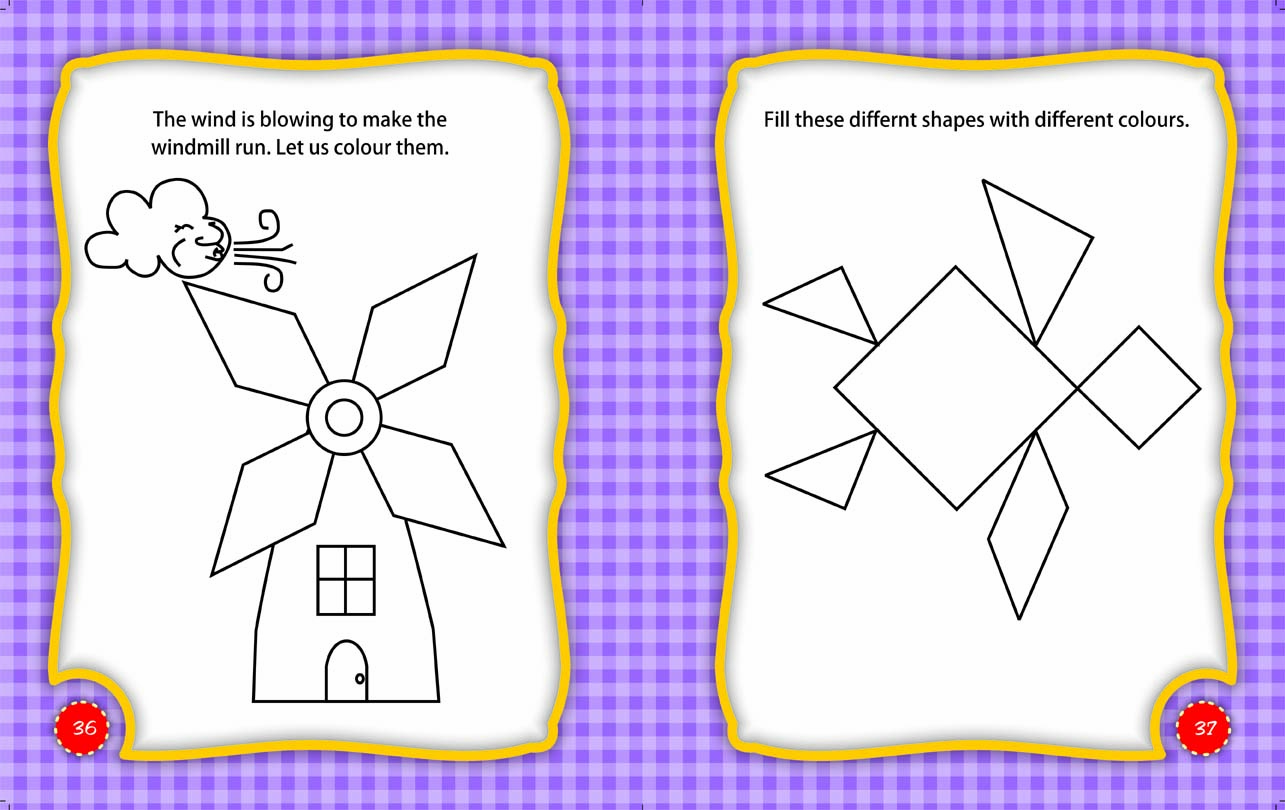 The wind is blowing to make the
windmill run. Let us colour them.
36
Fill these differnt shapes with different colours.
37